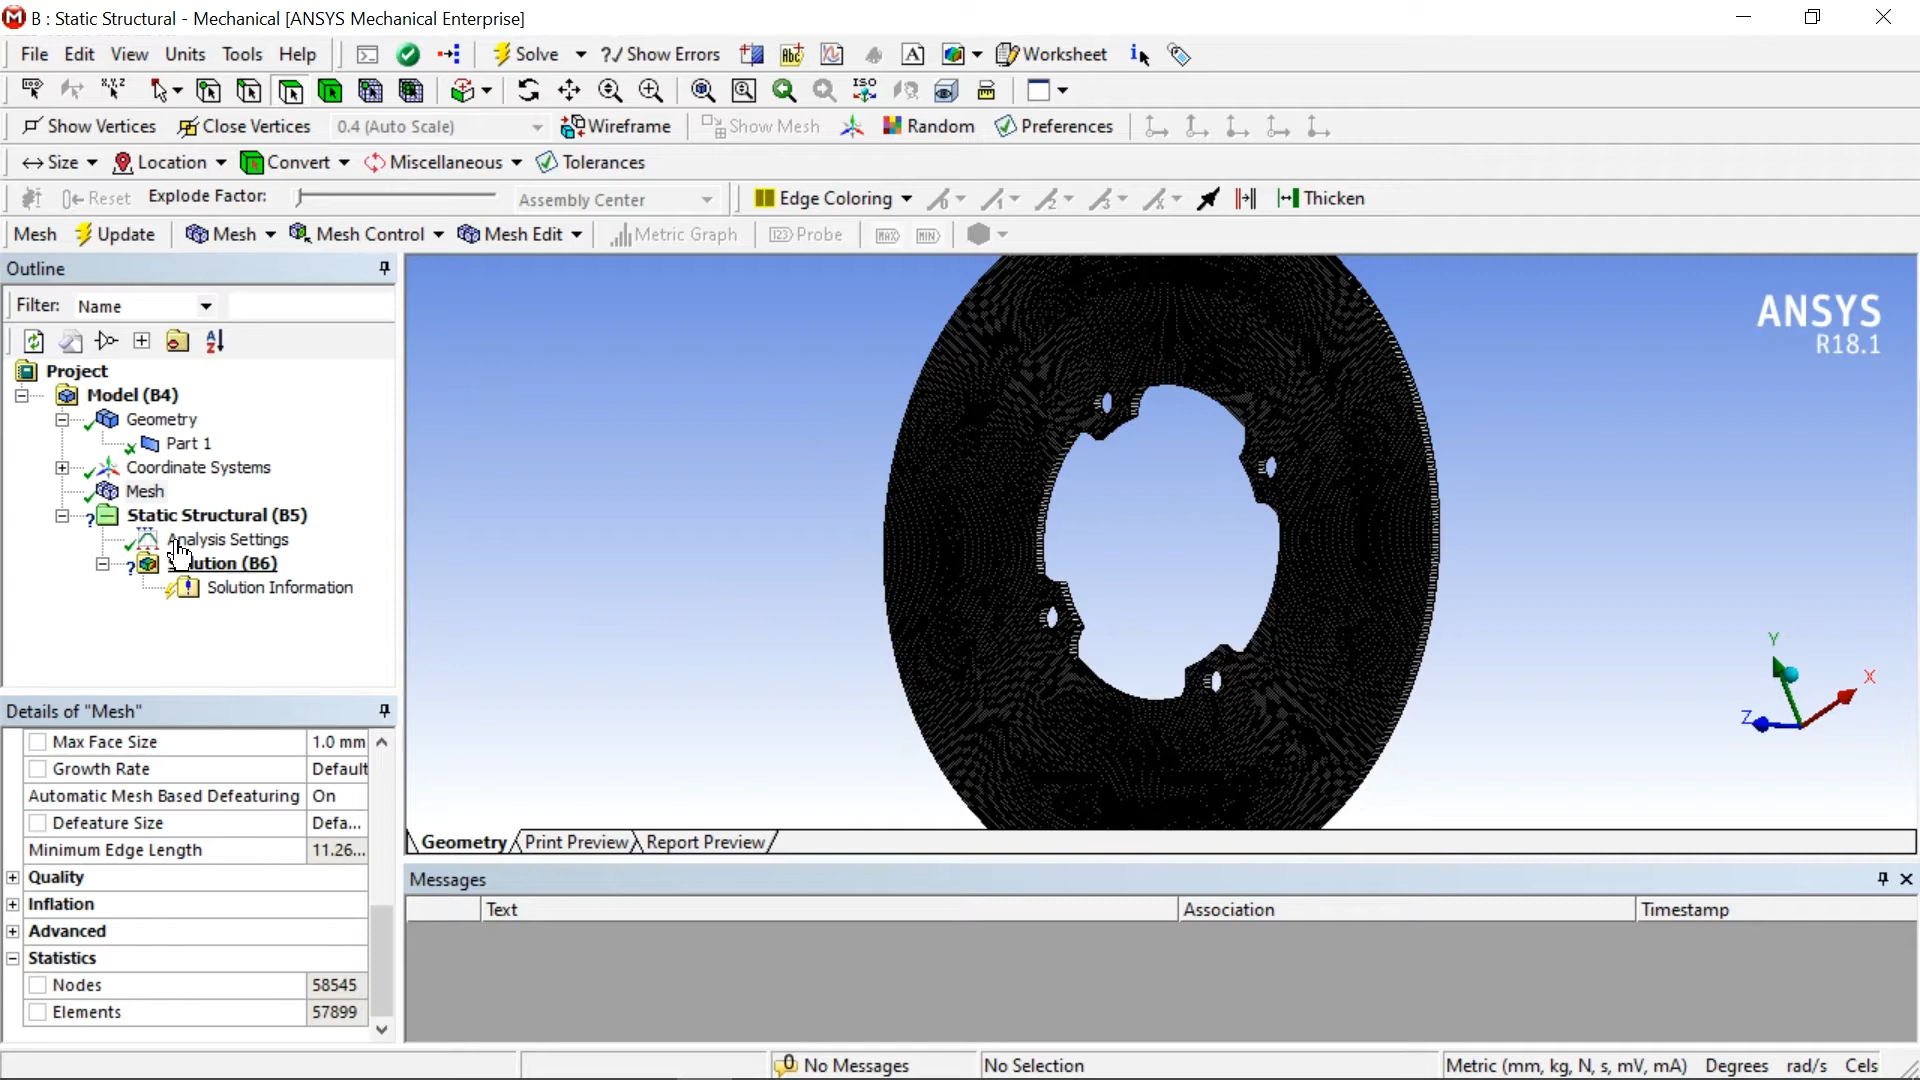 B : Static Structural - Mechanical [ANSYS Mechanical Enterprise]
File Edit View Units Tools Help Solve ?/ Show Errors Worksheet
ISO
Show Vertices Close Vertices 0.4 (Auto Scale) Wireframe Show Mesh Random Preferences
Size Location Convert Miscellaneous Tolerances
Reset Explode Factor: Assembly Center Edge Coloring Thicken
Mesh Update Mesh Mesh Control Mesh Edit Metric Graph Probe MAX MIN
Outline
Filter: Name
Project
Model (B4)
Geometry
Part 1
Coordinate Systems
Mesh
Static Structural (B5)
Analysis Settings
lution (B6)
Solution Information
ANSYS
R18.1
Y
X
Z
Details of "Mesh"
Max Face Size 1.0 mm
Growth Rate Default
Automatic Mesh Based Defeaturing On
Defeature Size Defa...
Minimum Edge Length 11.26...
Quality
Inflation
Advanced
Statistics
Nodes 58545
Elements 57899
Geometry Print Preview Report Preview
Messages
Text Association Timestamp
0 No Messages No Selection Metric (mm, kg, N, s, mV, mA) Degrees rad/s Cels